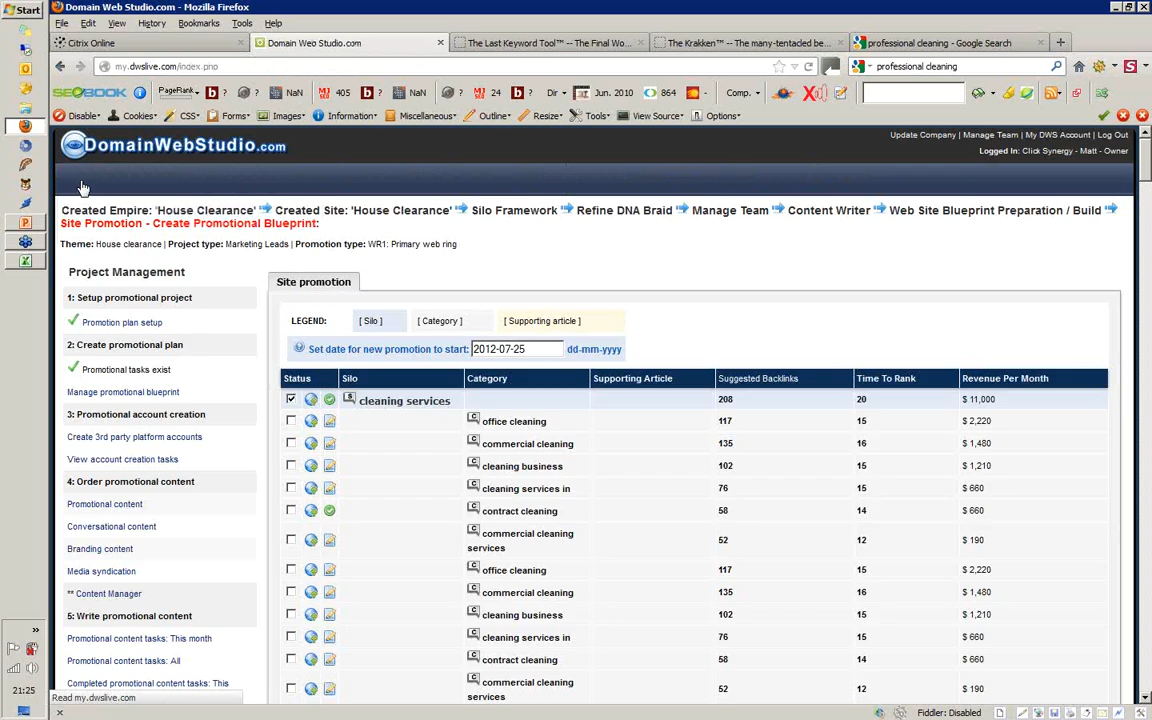 Start
Domain Web Studio.com - Mozilla Firefox
File Edit View History Bookmarks Tools Help
Citrix Online
Domain Web Studio.com
The Last Keyword Tool™ -- The Final Wo...
The Krakken™ -- The many-tentacled be...
professional cleaning - Google Search
my.dwslive.com/index.php
professional cleaning
SEOBOOK PageRank NaN 405 NaN 24 Dir Jun. 2010 864 Comp.
Disable Cookies CSS Forms Images Information Miscellaneous Outline Resize Tools View Source Options
DomainWebStudio.com
Update Company | Manage Team | My DWS Account | Log Out
Logged In: Click Synergy - Matt - Owner
Created Empire: 'House Clearance' Created Site: 'House Clearance' Silo Framework Refine DNA Braid Manage Team Content Writer Web Site Blueprint Preparation / Build
Site Promotion - Create Promotional Blueprint:
Theme: House clearance | Project type: Marketing Leads | Promotion type: WR1: Primary web ring
Project Management
1: Setup promotional project
Promotion plan setup
2: Create promotional plan
Promotional tasks exist
Manage promotional blueprint
3: Promotional account creation
Create 3rd party platform accounts
View account creation tasks
4: Order promotional content
Promotional content
Conversational content
Branding content
Media syndication
** Content Manager
5: Write promotional content
Promotional content tasks: This month
Promotional content tasks: All
Completed promotional content tasks: This
Site promotion
LEGEND: [ Silo ] [ Category ] [ Supporting article ]
Set date for new promotion to start: 2012-07-25 dd-mm-yyyy
Status Silo Category Supporting Article Suggested Backlinks Time To Rank Revenue Per Month
cleaning services 208 20 $ 11,000
office cleaning 117 15 $ 2,220
commercial cleaning 135 16 $ 1,480
cleaning business 102 15 $ 1,210
cleaning services in 76 15 $ 660
contract cleaning 58 14 $ 660
commercial cleaning services 52 12 $ 190
office cleaning 117 15 $ 2,220
commercial cleaning 135 16 $ 1,480
cleaning business 102 15 $ 1,210
cleaning services in 76 15 $ 660
contract cleaning 58 14 $ 660
commercial cleaning services 52 12 $ 190
21:25
Read my.dwslive.com
Fiddler: Disabled